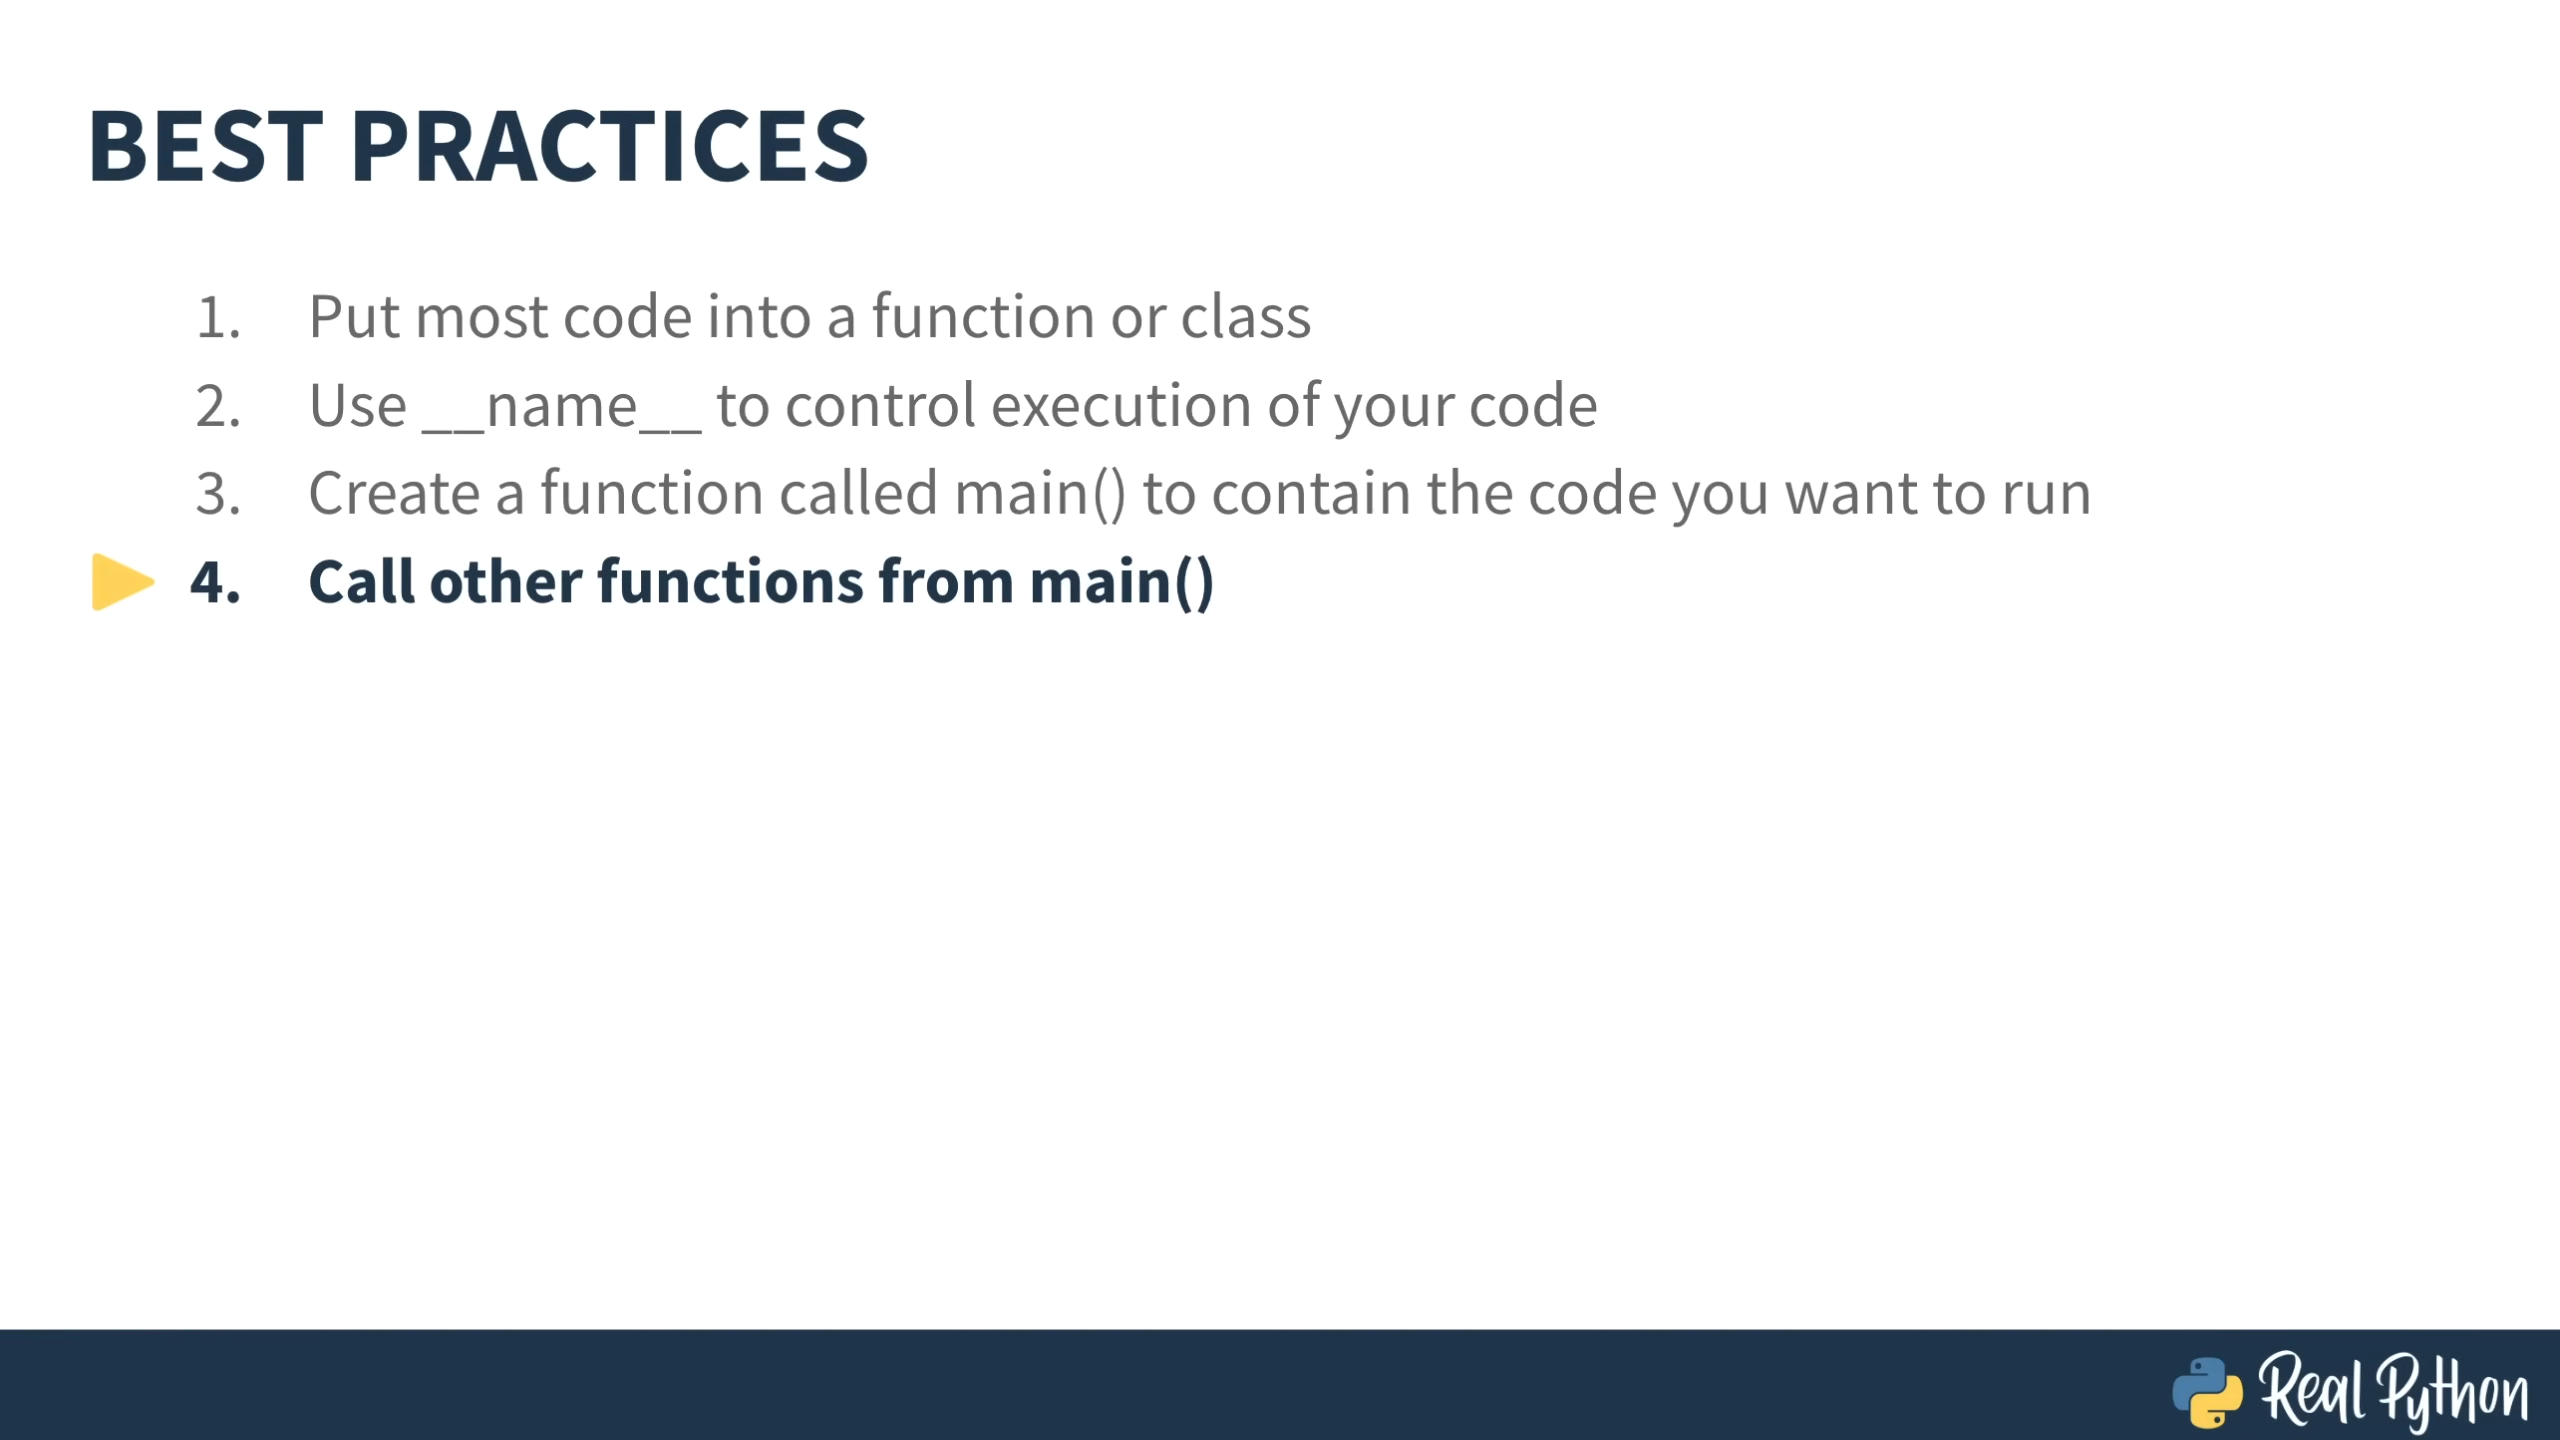 BEST PRACTICES
1. Put most code into a function or class
2. Use __name__ to control execution of your code
3. Create a function called main() to contain the code you want to run
4. Call other functions from main()
Real Python